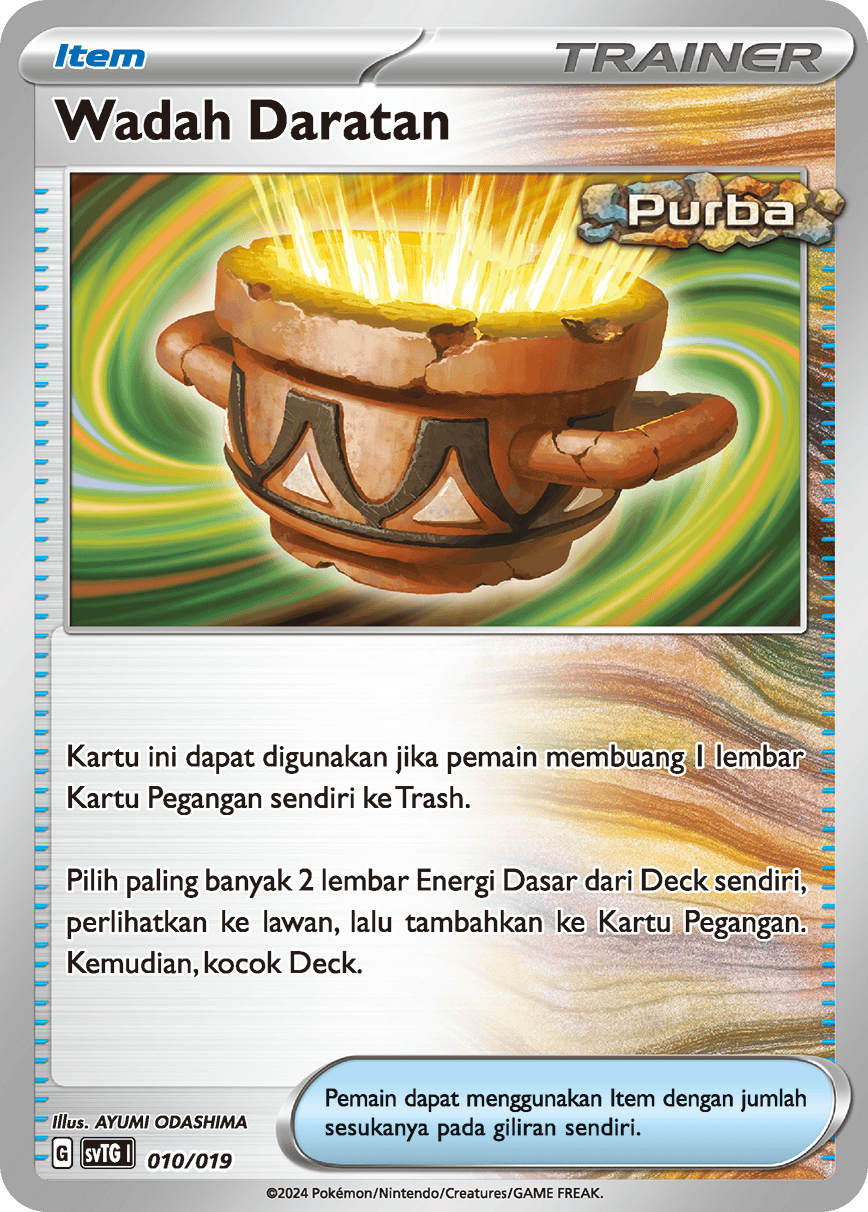 Item
TRAINER
Wadah Daratan
Purba
Kartu ini dapat digunakan jika pemain membuang 1 lembar
Kartu Pegangan sendiri ke Trash.
Pilih paling banyak 2 lembar Energi Dasar dari Deck sendiri,
perlihatkan ke lawan, lalu tambahkan ke Kartu Pegangan.
Kemudian, kocok Deck.
Pemain dapat menggunakan Item dengan jumlah
sesukanya pada giliran sendiri.
Illus. AYUMI ODASHIMA
G svTG I 010/019
©2024 Pokémon/Nintendo/Creatures/GAME FREAK.